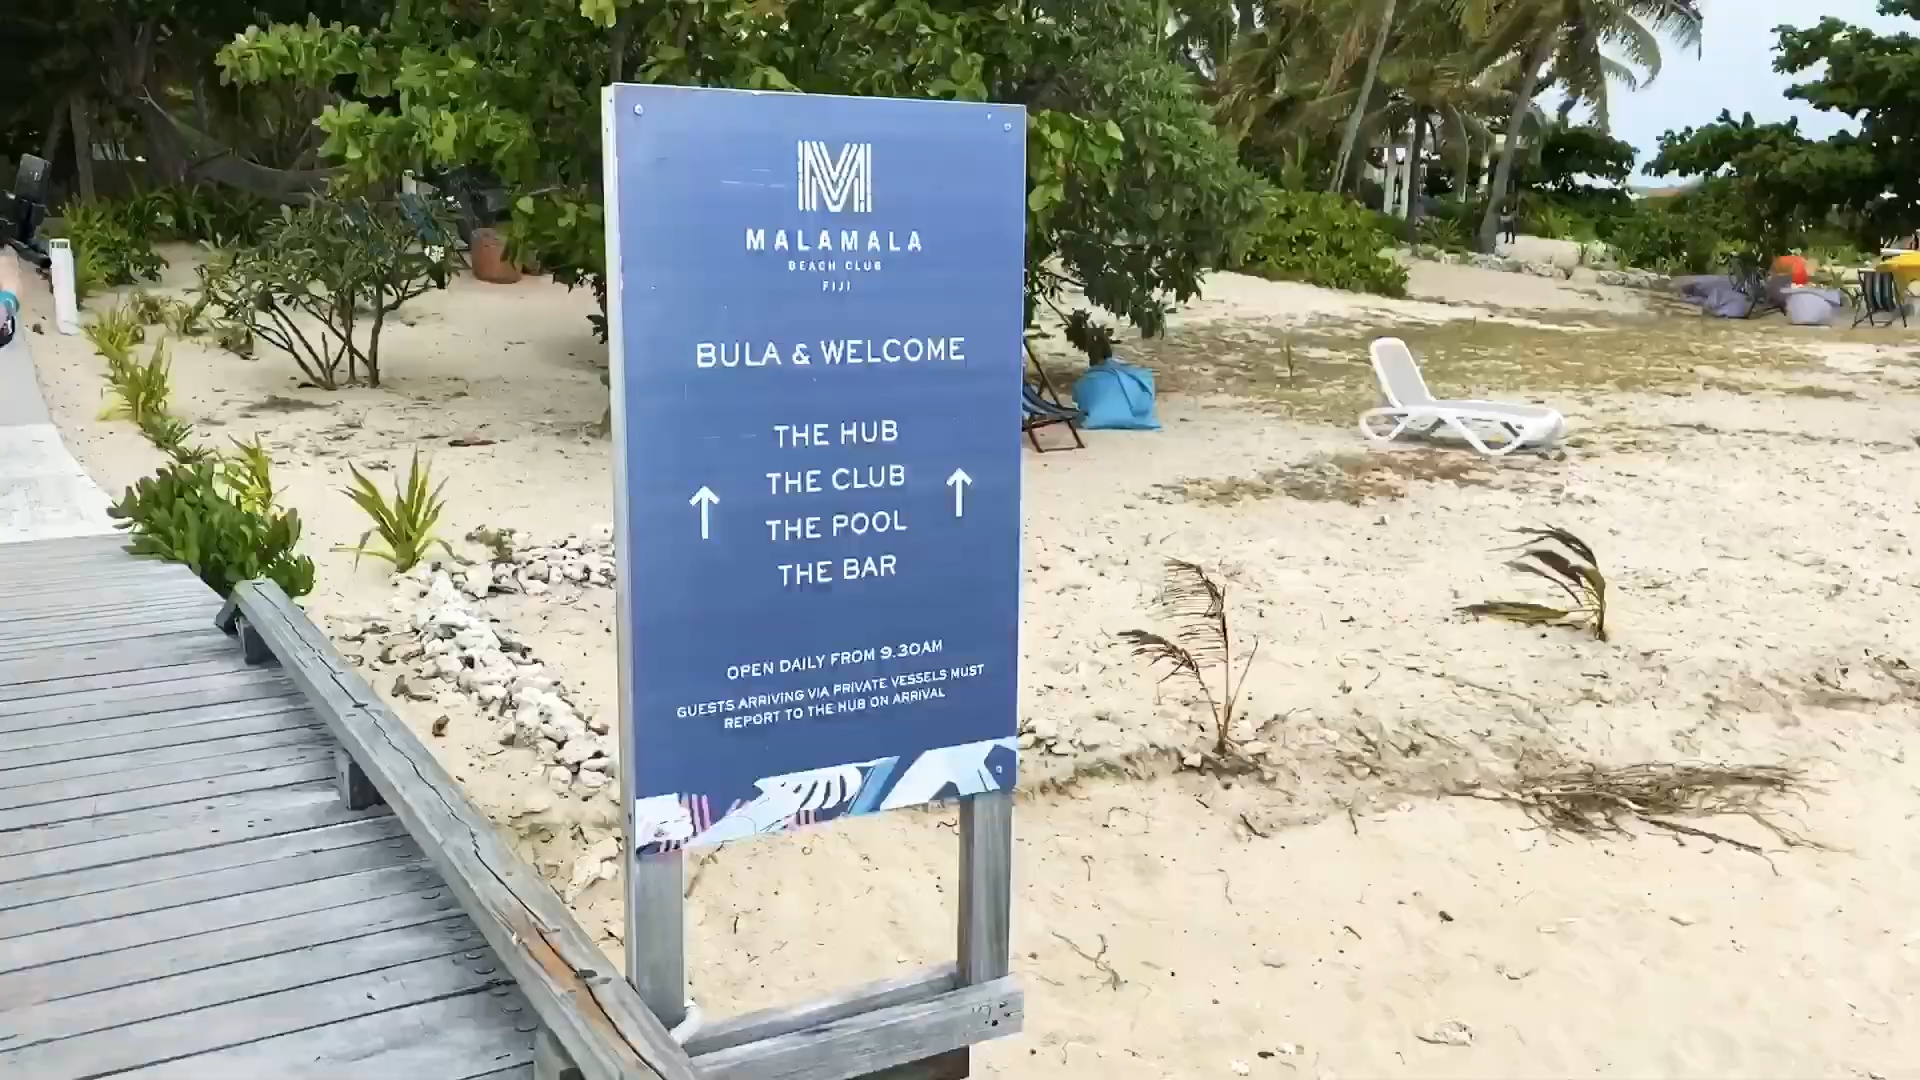 M
MALAMALA
BEACH CLUB
FIJI
BULA & WELCOME
THE HUB
THE CLUB
THE POOL
THE BAR
OPEN DAILY FROM 9.30AM
GUESTS ARRIVING VIA PRIVATE VESSELS MUST
REPORT TO THE HUB ON ARRIVAL